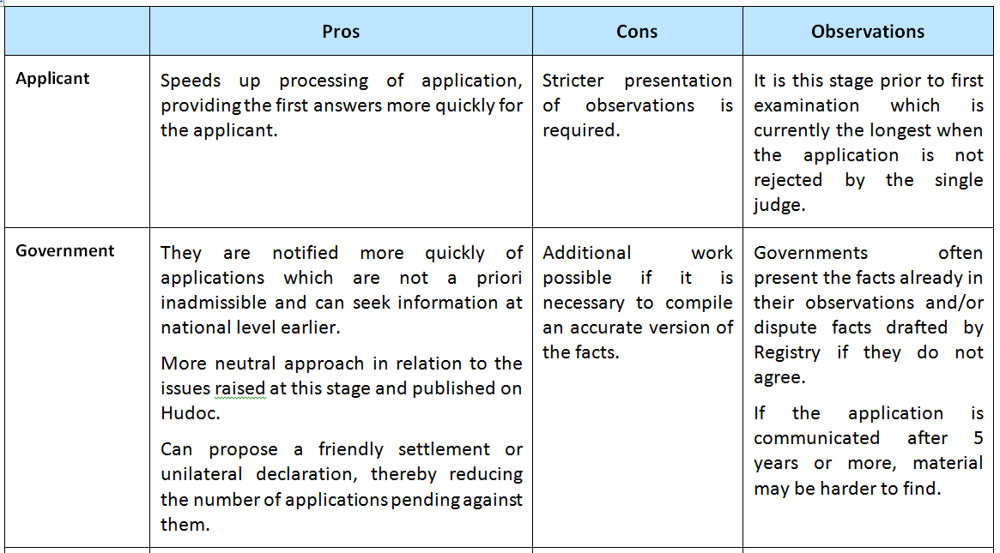 Pros
Cons
Observations
Applicant
Speeds up processing of application,
providing the first answers more quickly for
the applicant.
Stricter presentation
of observations is
required.
It is this stage prior to first
examination which is
currently the longest when
the application is not
rejected by the single
judge.
Government
They are notified more quickly of
applications which are not a priori
inadmissible and can seek information at
national level earlier.
More neutral approach in relation to the
issues raised at this stage and published on
Hudoc.
Can propose a friendly settlement or
unilateral declaration, thereby reducing
the number of applications pending against
them.
Additional work
possible if it is
necessary to compile
an accurate version of
the facts.
Governments often
present the facts already in
their observations and/or
dispute facts drafted by
Registry if they do not
agree.
If the application is
communicated after 5
years or more, material
may be harder to find.